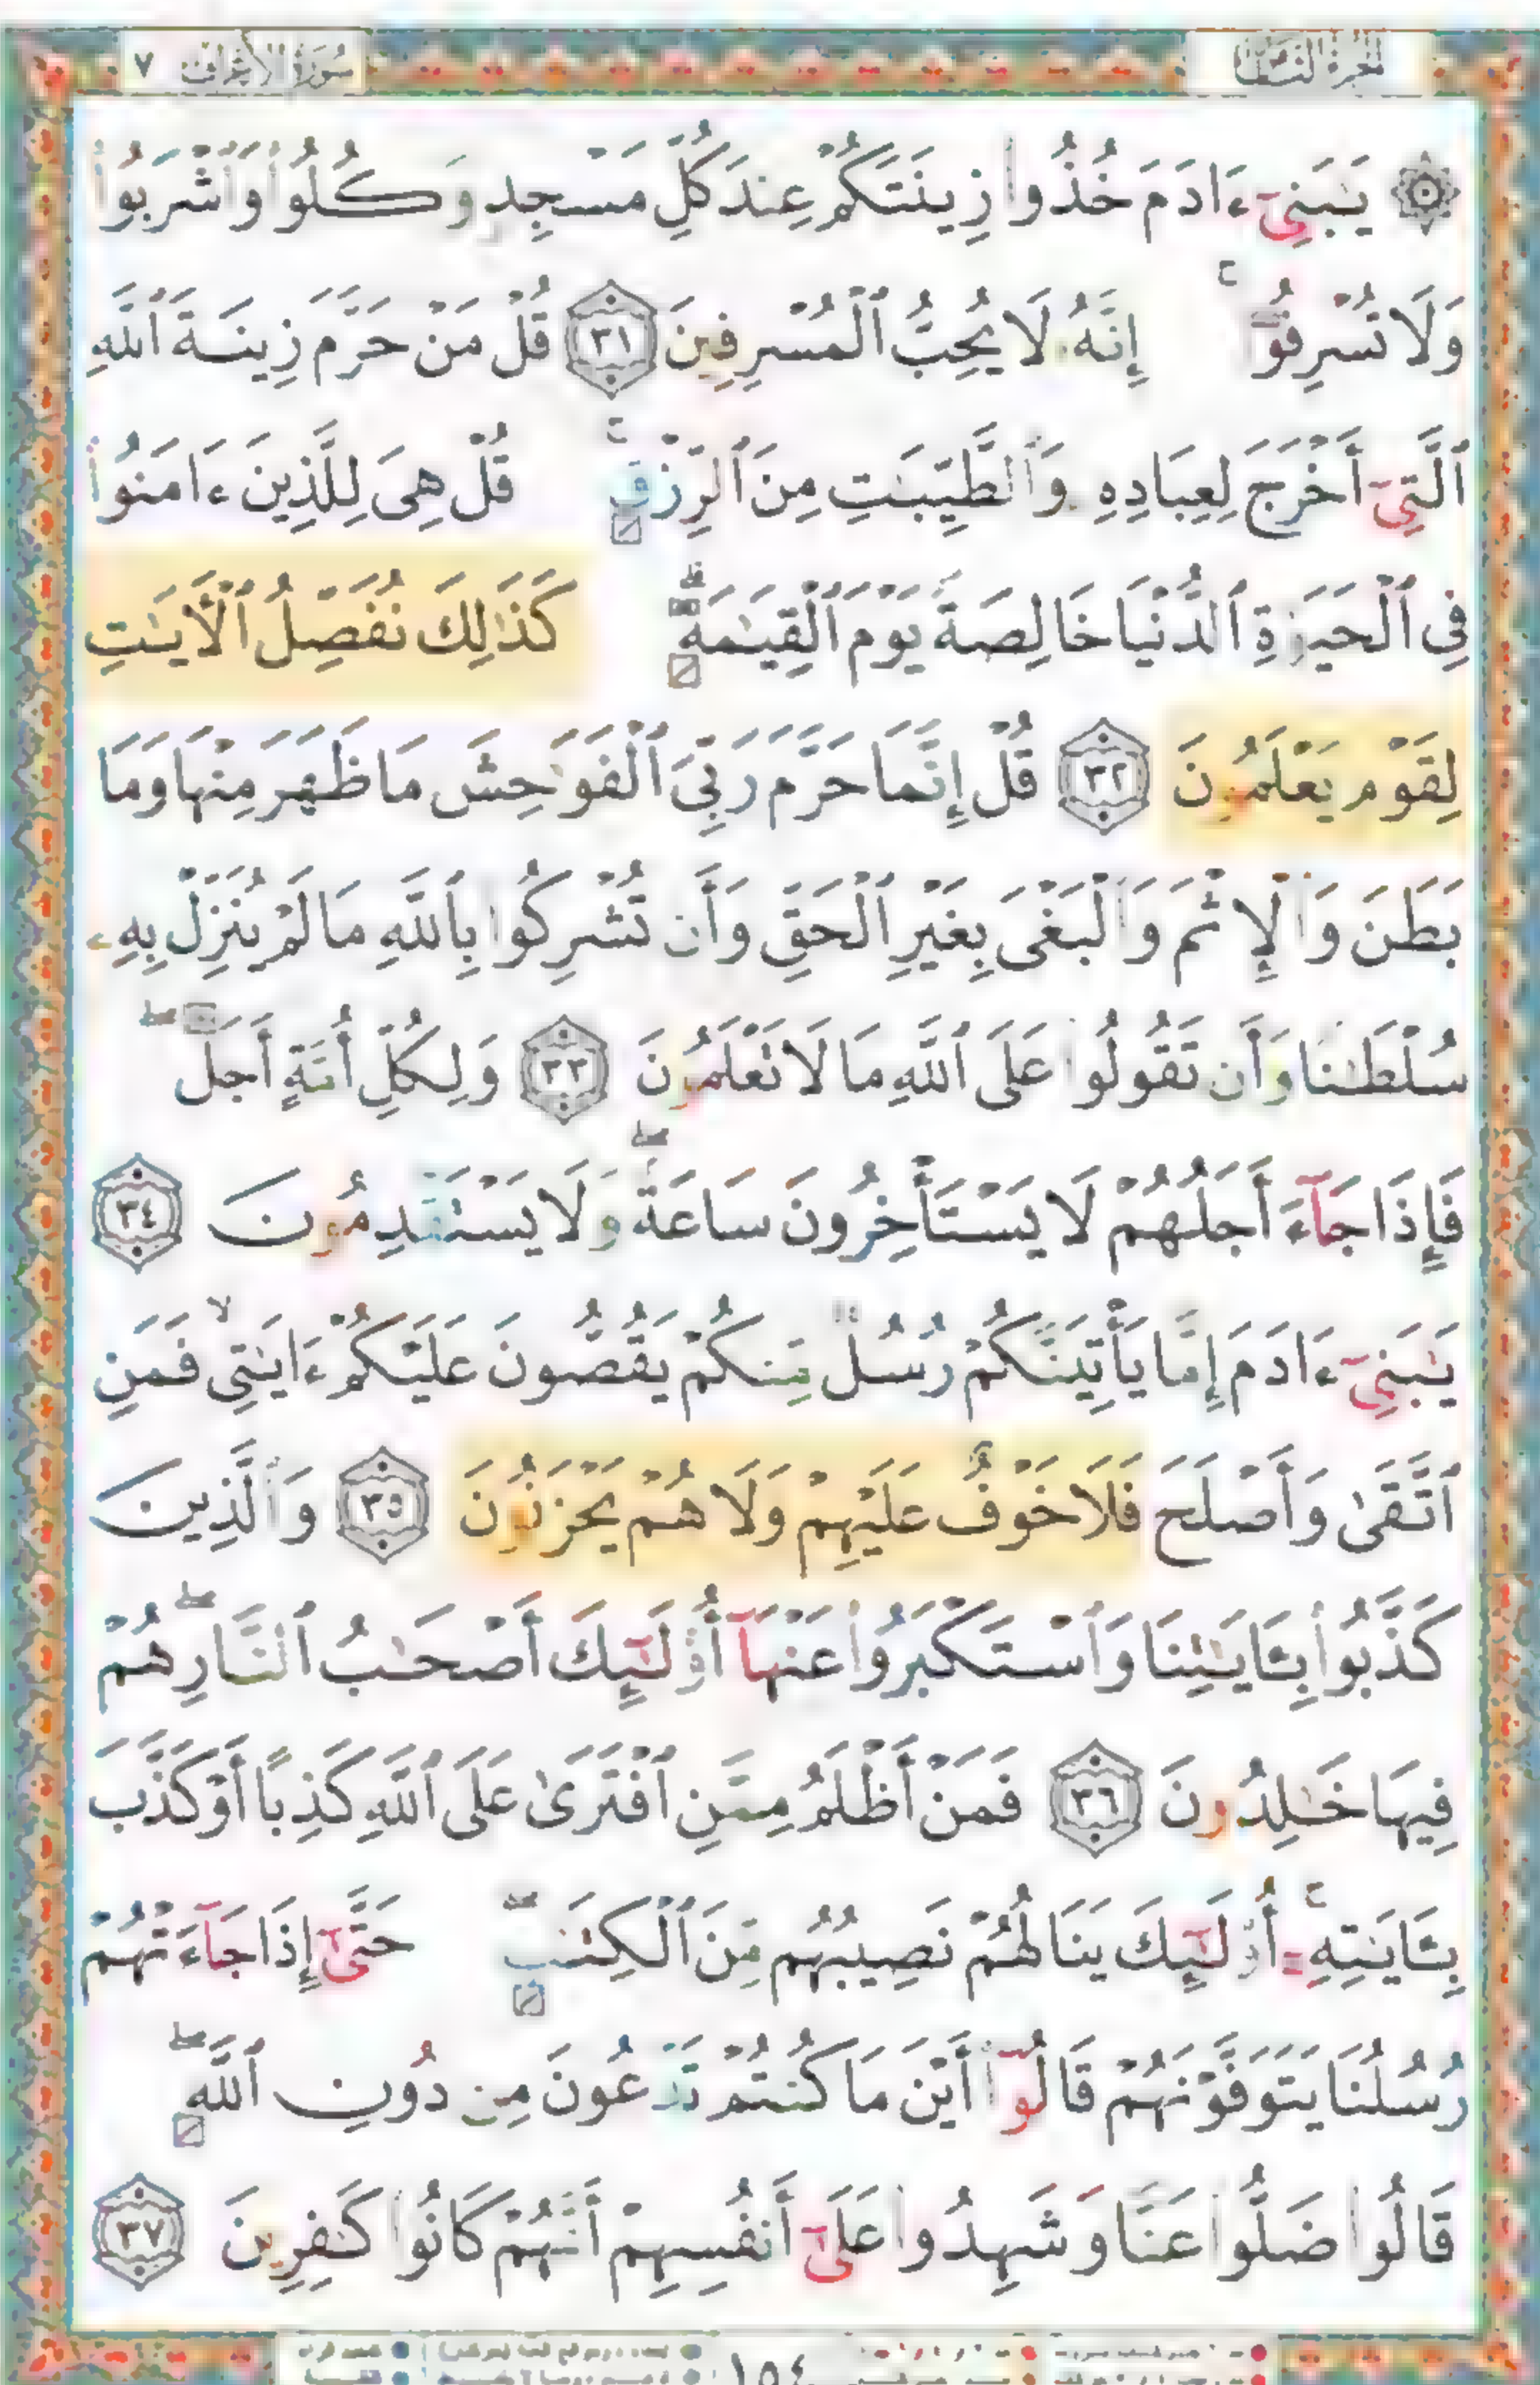 سُورَةُ الأَعْرَافِ ٧
الجزء الثامن
يَـٰبَنِىٓ ءَادَمَ خُذُوا۟ زِينَتَكُمْ عِندَ كُلِّ مَسْجِدٍ وَكُلُوا۟ وَٱشْرَبُوا۟
وَلَا تُسْرِفُوٓا۟ ۚ إِنَّهُۥ لَا يُحِبُّ ٱلْمُسْرِفِينَ ٣١ قُلْ مَنْ حَرَّمَ زِينَةَ ٱللَّهِ
ٱلَّتِىٓ أَخْرَجَ لِعِبَادِهِۦ وَٱلطَّيِّبَـٰتِ مِنَ ٱلرِّزْقِ ۚ قُلْ هِىَ لِلَّذِينَ ءَامَنُوا۟
فِى ٱلْحَيَوٰةِ ٱلدُّنْيَا خَالِصَةً يَوْمَ ٱلْقِيَـٰمَةِ ۗ كَذَٰلِكَ نُفَصِّلُ ٱلْـَٔايَـٰتِ
لِقَوْمٍ يَعْلَمُونَ ٣٢ قُلْ إِنَّمَا حَرَّمَ رَبِّىَ ٱلْفَوَٰحِشَ مَا ظَهَرَ مِنْهَا وَمَا
بَطَنَ وَٱلْإِثْمَ وَٱلْبَغْىَ بِغَيْرِ ٱلْحَقِّ وَأَن تُشْرِكُوا۟ بِٱللَّهِ مَا لَمْ يُنَزِّلْ بِهِۦ
سُلْطَـٰنًا وَأَن تَقُولُوا۟ عَلَى ٱللَّهِ مَا لَا تَعْلَمُونَ ٣٣ وَلِكُلِّ أُمَّةٍ أَجَلٌ ۖ
فَإِذَا جَآءَ أَجَلُهُمْ لَا يَسْتَأْخِرُونَ سَاعَةً ۖ وَلَا يَسْتَقْدِمُونَ ٣٤
يَـٰبَنِىٓ ءَادَمَ إِمَّا يَأْتِيَنَّكُمْ رُسُلٌ مِّنكُمْ يَقُصُّونَ عَلَيْكُمْ ءَايَـٰتِى ۙ فَمَنِ
ٱتَّقَىٰ وَأَصْلَحَ فَلَا خَوْفٌ عَلَيْهِمْ وَلَا هُمْ يَحْزَنُونَ ٣٥ وَٱلَّذِينَ
كَذَّبُوا۟ بِـَٔايَـٰتِنَا وَٱسْتَكْبَرُوا۟ عَنْهَآ أُو۟لَـٰٓئِكَ أَصْحَـٰبُ ٱلنَّارِ ۖ هُمْ
فِيهَا خَـٰلِدُونَ ٣٦ فَمَنْ أَظْلَمُ مِمَّنِ ٱفْتَرَىٰ عَلَى ٱللَّهِ كَذِبًا أَوْ كَذَّبَ
بِـَٔايَـٰتِهِۦٓ ۚ أُو۟لَـٰٓئِكَ يَنَالُهُمْ نَصِيبُهُم مِّنَ ٱلْكِتَـٰبِ ۖ حَتَّىٰٓ إِذَا جَآءَتْهُمْ
رُسُلُنَا يَتَوَفَّوْنَهُمْ قَالُوٓا۟ أَيْنَ مَا كُنتُمْ تَدْعُونَ مِن دُونِ ٱللَّهِ ۖ
قَالُوا۟ ضَلُّوا۟ عَنَّا وَشَهِدُوا۟ عَلَىٰٓ أَنفُسِهِمْ أَنَّهُمْ كَانُوا۟ كَـٰفِرِينَ ٣٧
١٥٤